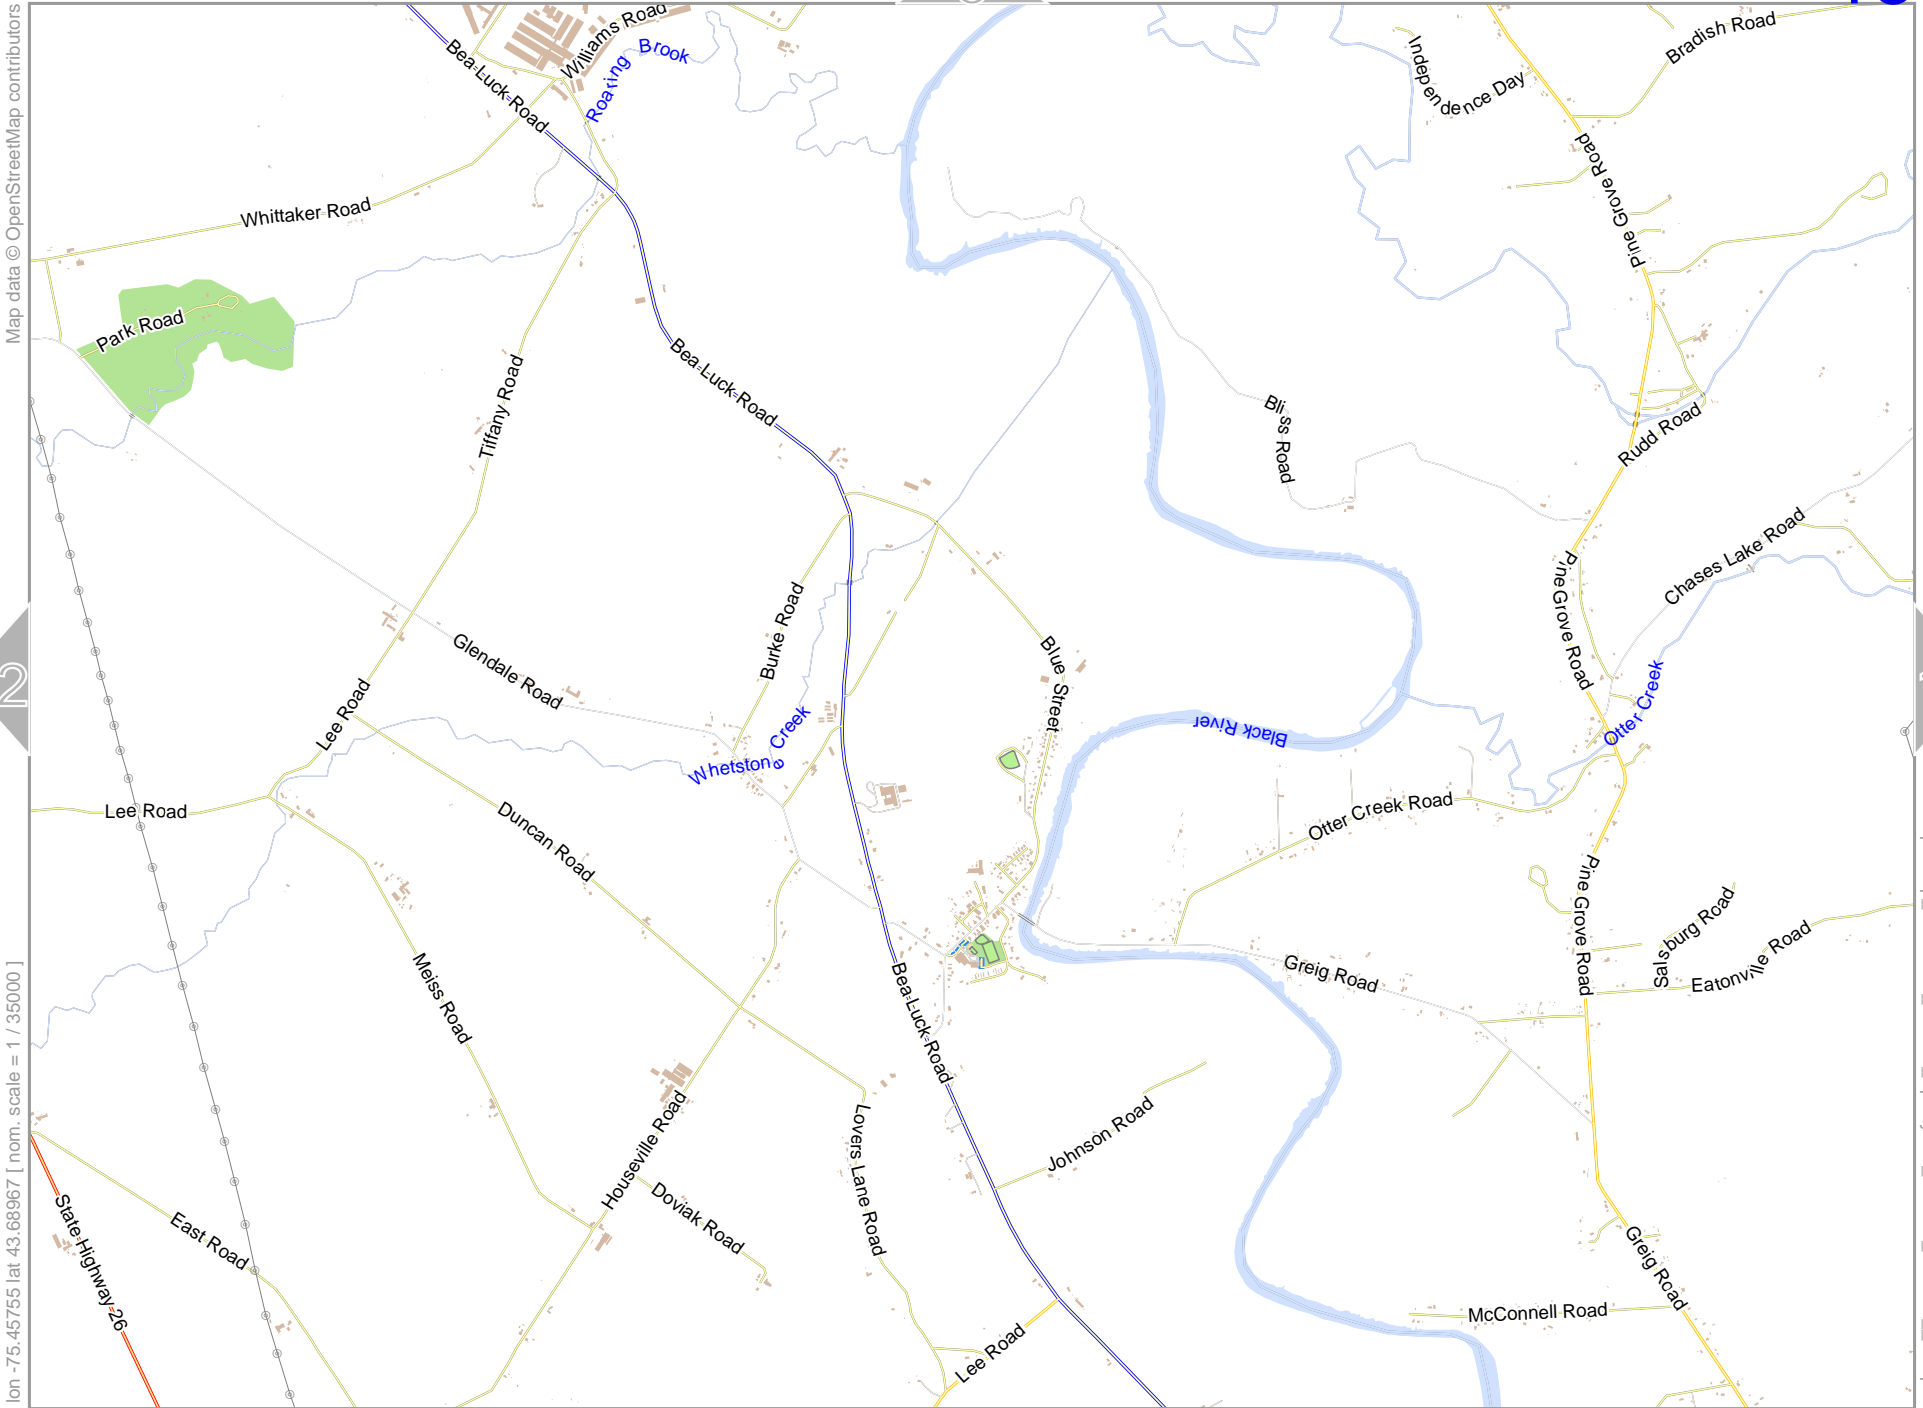 Map data © OpenStreetMap contributors
lon -75.45755 lat 43.68967 [ nom. scale = 1 / 35000 ]
2
Williams Road
Bea-Luck-Road
Roaring Brook
Independence Day
Bradish Road
Pine Grove Road
Whittaker Road
Park Road
Bea-Luck-Road
Tiffany Road
Bliss Road
Rudd Road
Chases Lake Road
Pine Grove Road
Burke Road
Glendale Road
Blue Street
Lee Road
Otter Creek
Whetstone Creek
Black River
Lee Road
Duncan Road
Otter Creek Road
Pine Grove Road
Salsburg Road
Eatonville Road
Meiss Road
Bea-Luck-Road
Greig Road
Houseville Road
Lovers Lane Road
Johnson Road
Doviak Road
State-Highway-26
East Road
Greig Road
McConnell Road
Lee Road